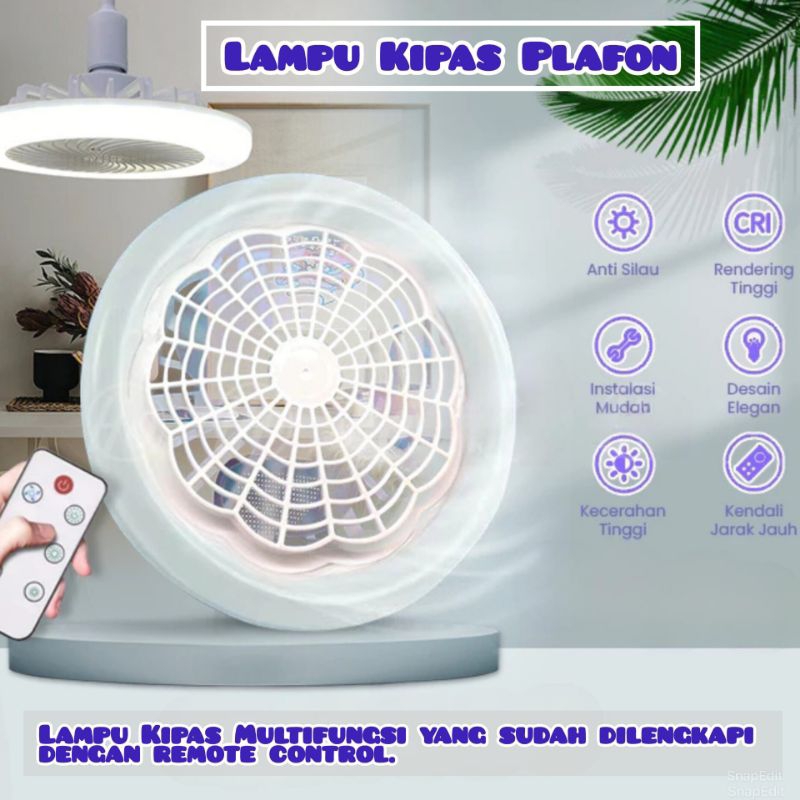 Lampu Kipas Plafon
Anti Silau
CRI
Rendering
Tinggi
Instalasi
Mudah
Desain
Elegan
Kecerahan
Tinggi
Kendali
Jarak Jauh
Lampu Kipas Multifungsi yang sudah dilengkapi
dengan remote control.
SnapEdit
SnapEdit